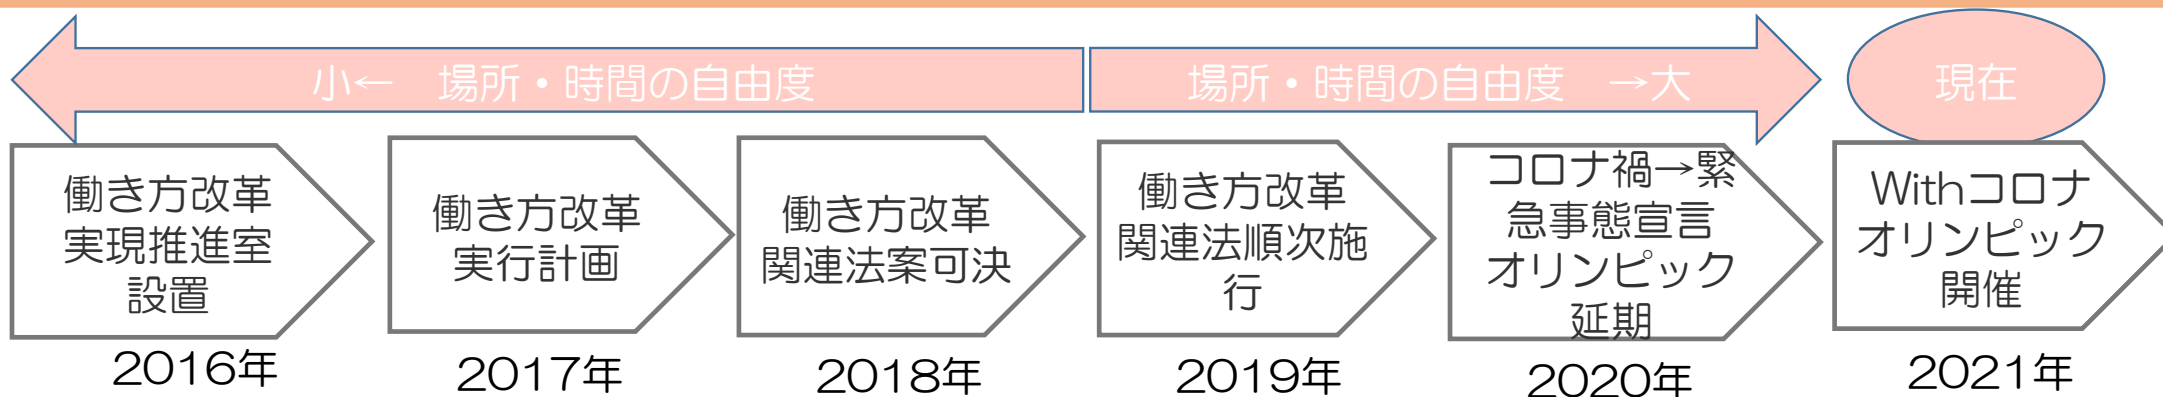 小← 場所・時間の自由度
場所・時間の自由度 →大
現在
働き方改革
実現推進室
設置
働き方改革
実行計画
働き方改革
関連法案可決
働き方改革
関連法順次施
行
コロナ禍→緊
急事態宣言
オリンピック
延期
Withコロナ
オリンピック
開催
2016年
2017年
2018年
2019年
2020年
2021年